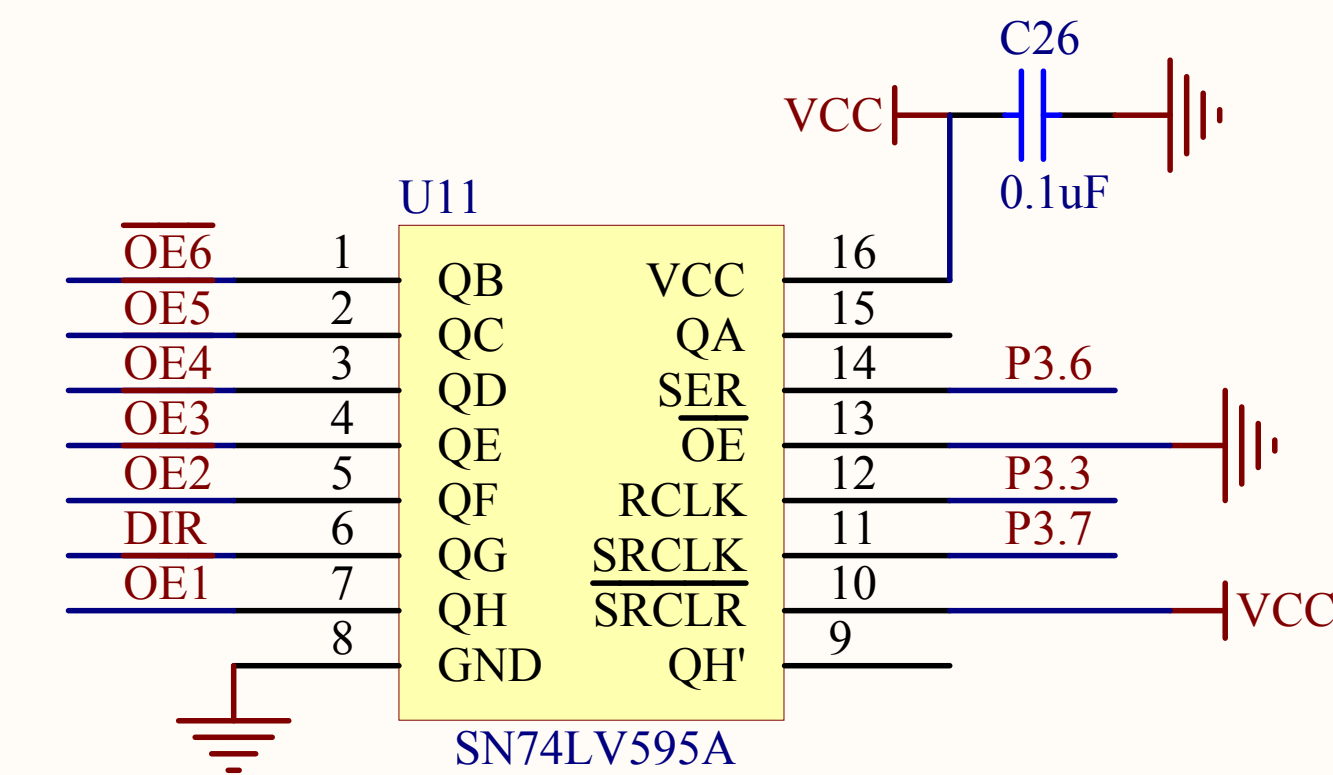 C26
VCC
0.1uF
U11
OE6 1 QB VCC 16
OE5 2 QC QA 15
OE4 3 QD SER 14 P3.6
OE3 4 QE OE 13
OE2 5 QF RCLK 12 P3.3
DIR 6 QG SRCLK 11 P3.7
OE1 7 QH SRCLR 10 VCC
8 GND QH' 9
SN74LV595A